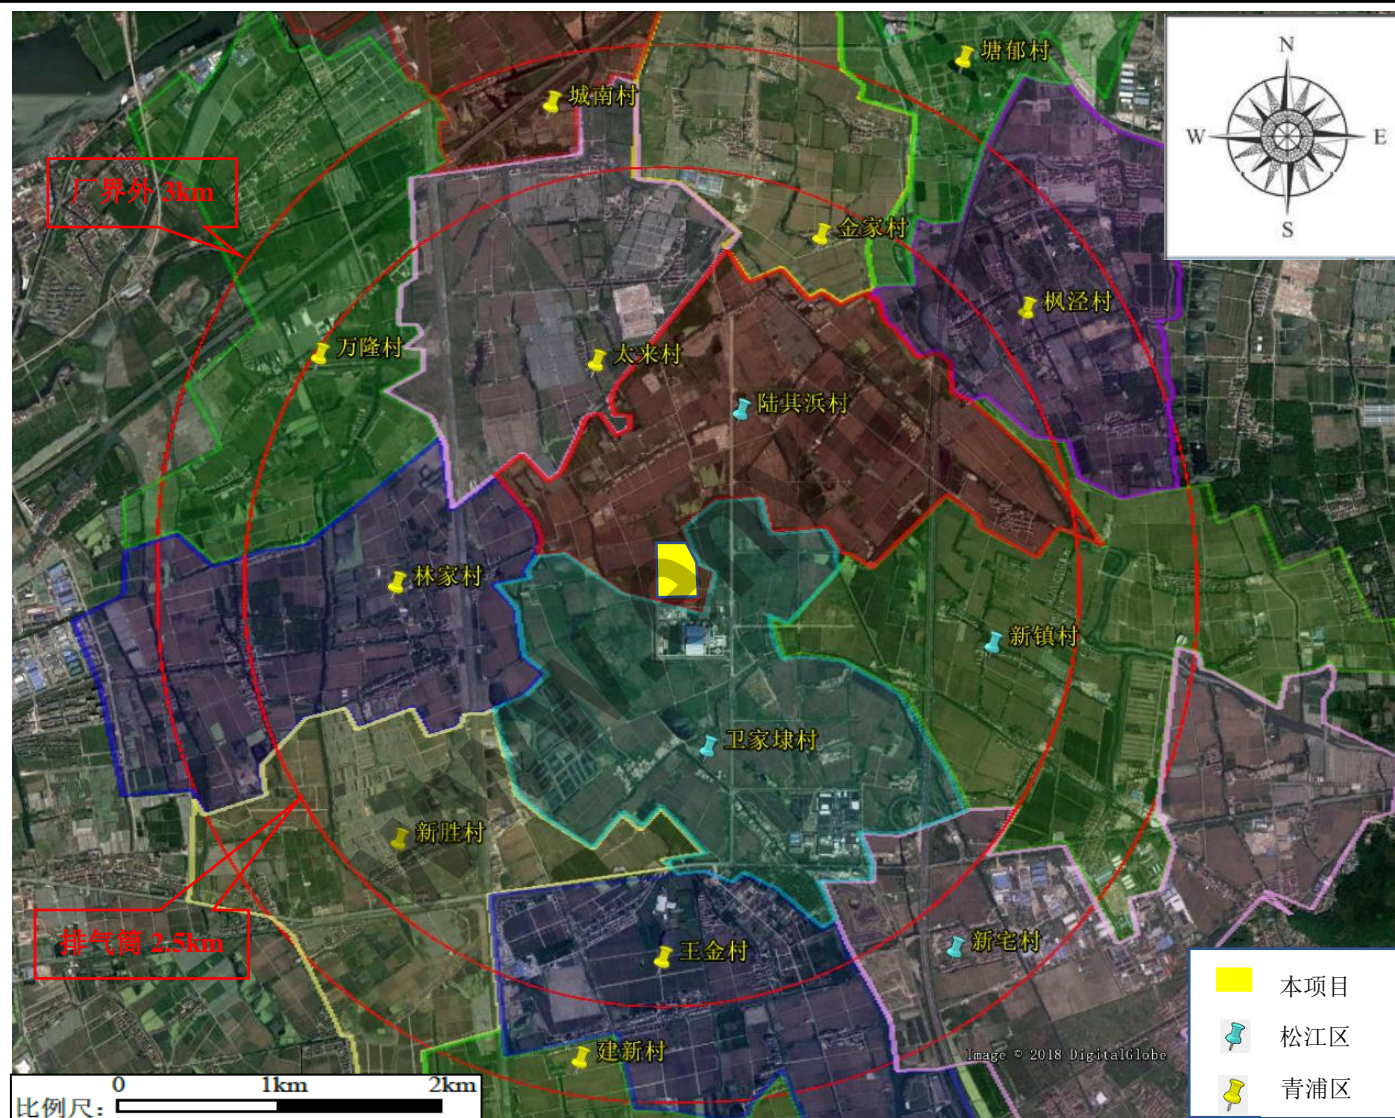 塘郁村
城南村
N
W
E
S
厂界外 3km
金家村
枫泾村
万隆村
太来村
陆其浜村
林家村
新镇村
卫家埭村
新胜村
排气筒 2.5km
王金村
新宅村
建新村
Image © 2018 DigitalGlobe
本项目
松江区
青浦区
0
1km
2km
比例尺：